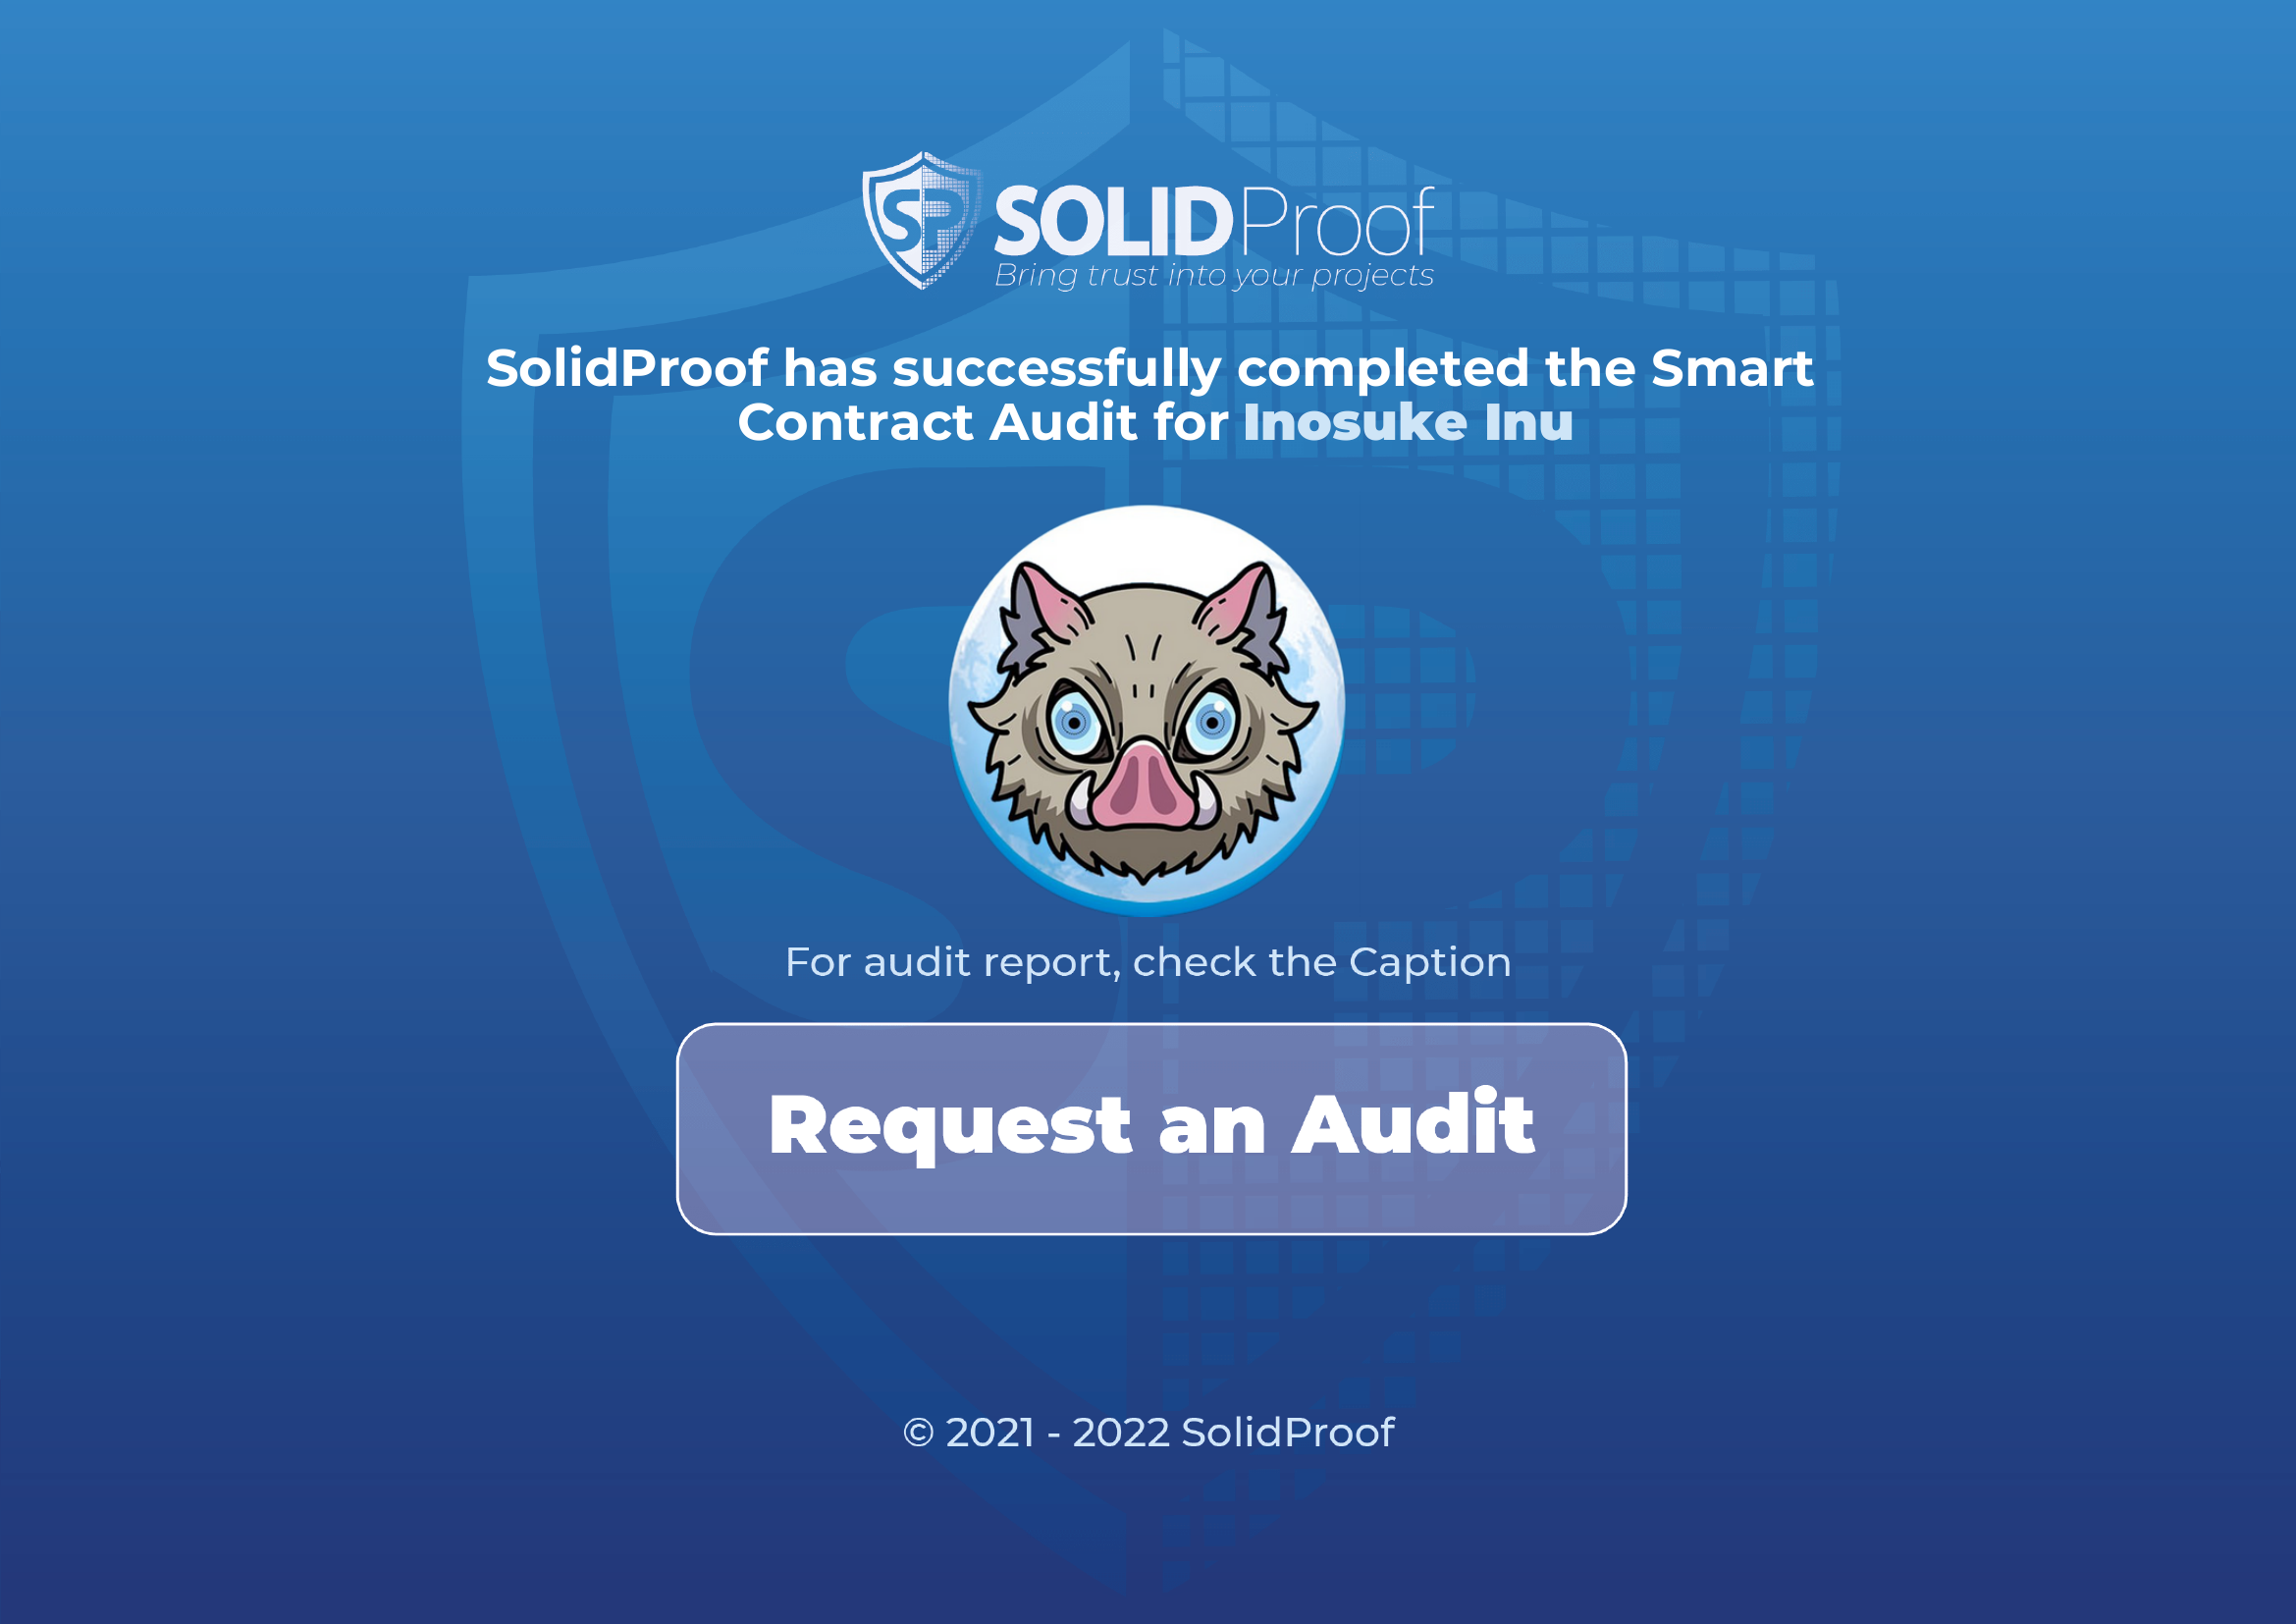 SP SOLIDProof
Bring trust into your projects
SolidProof has successfully completed the Smart
Contract Audit for Inosuke Inu
For audit report, check the Caption
Request an Audit
© 2021 - 2022 SolidProof